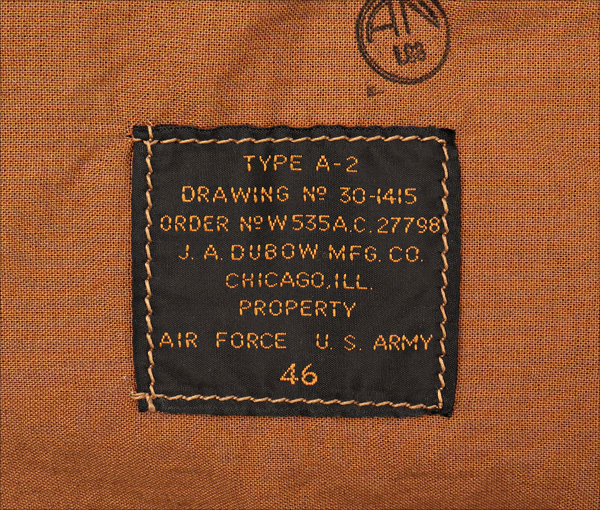 AN
TYPE A-2
DRAWING Nº 30-1415
ORDER Nº W535A.C.27798
J. A. DUBOW MFG. CO.
CHICAGO, ILL.
PROPERTY
AIR FORCE U. S. ARMY
46